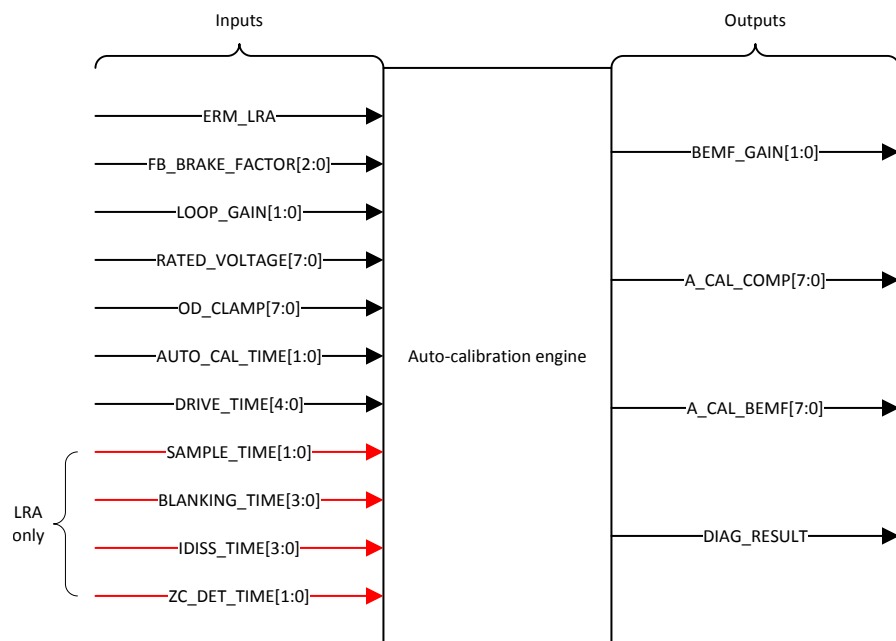 Inputs
Outputs
ERM_LRA
FB_BRAKE_FACTOR[2:0]
LOOP_GAIN[1:0]
RATED_VOLTAGE[7:0]
OD_CLAMP[7:0]
AUTO_CAL_TIME[1:0]
DRIVE_TIME[4:0]
SAMPLE_TIME[1:0]
BLANKING_TIME[3:0]
IDISS_TIME[3:0]
ZC_DET_TIME[1:0]
LRA
only
Auto-calibration engine
BEMF_GAIN[1:0]
A_CAL_COMP[7:0]
A_CAL_BEMF[7:0]
DIAG_RESULT